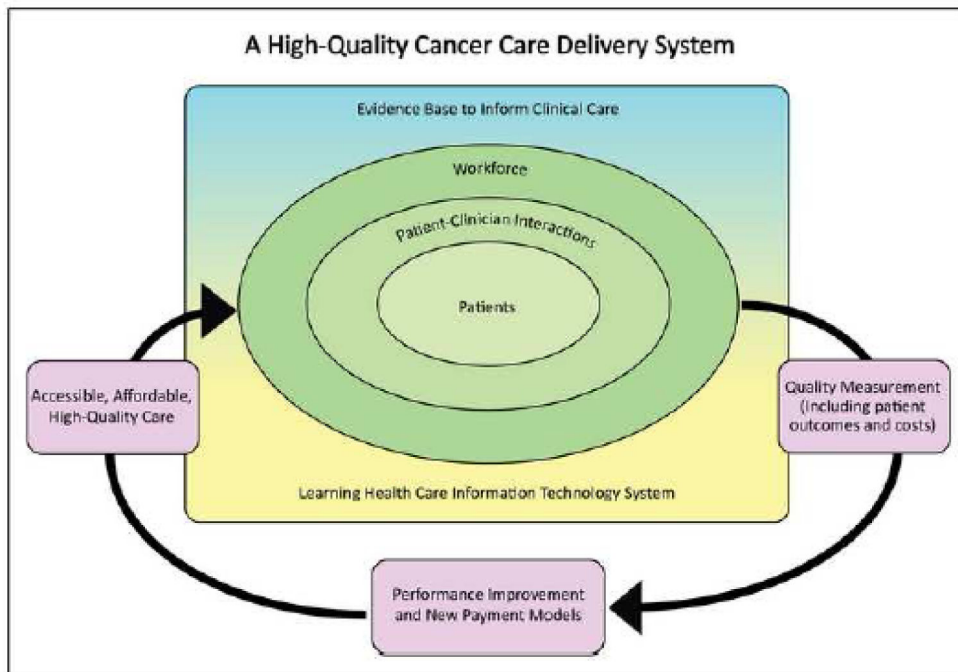 A High-Quality Cancer Care Delivery System
Evidence Base to Inform Clinical Care
Workforce
Patient-Clinician Interactions
Patients
Accessible, Affordable,
High-Quality Care
Quality Measurement
(including patient
outcomes and costs)
Learning Health Care Information Technology System
Performance Improvement
and New Payment Models